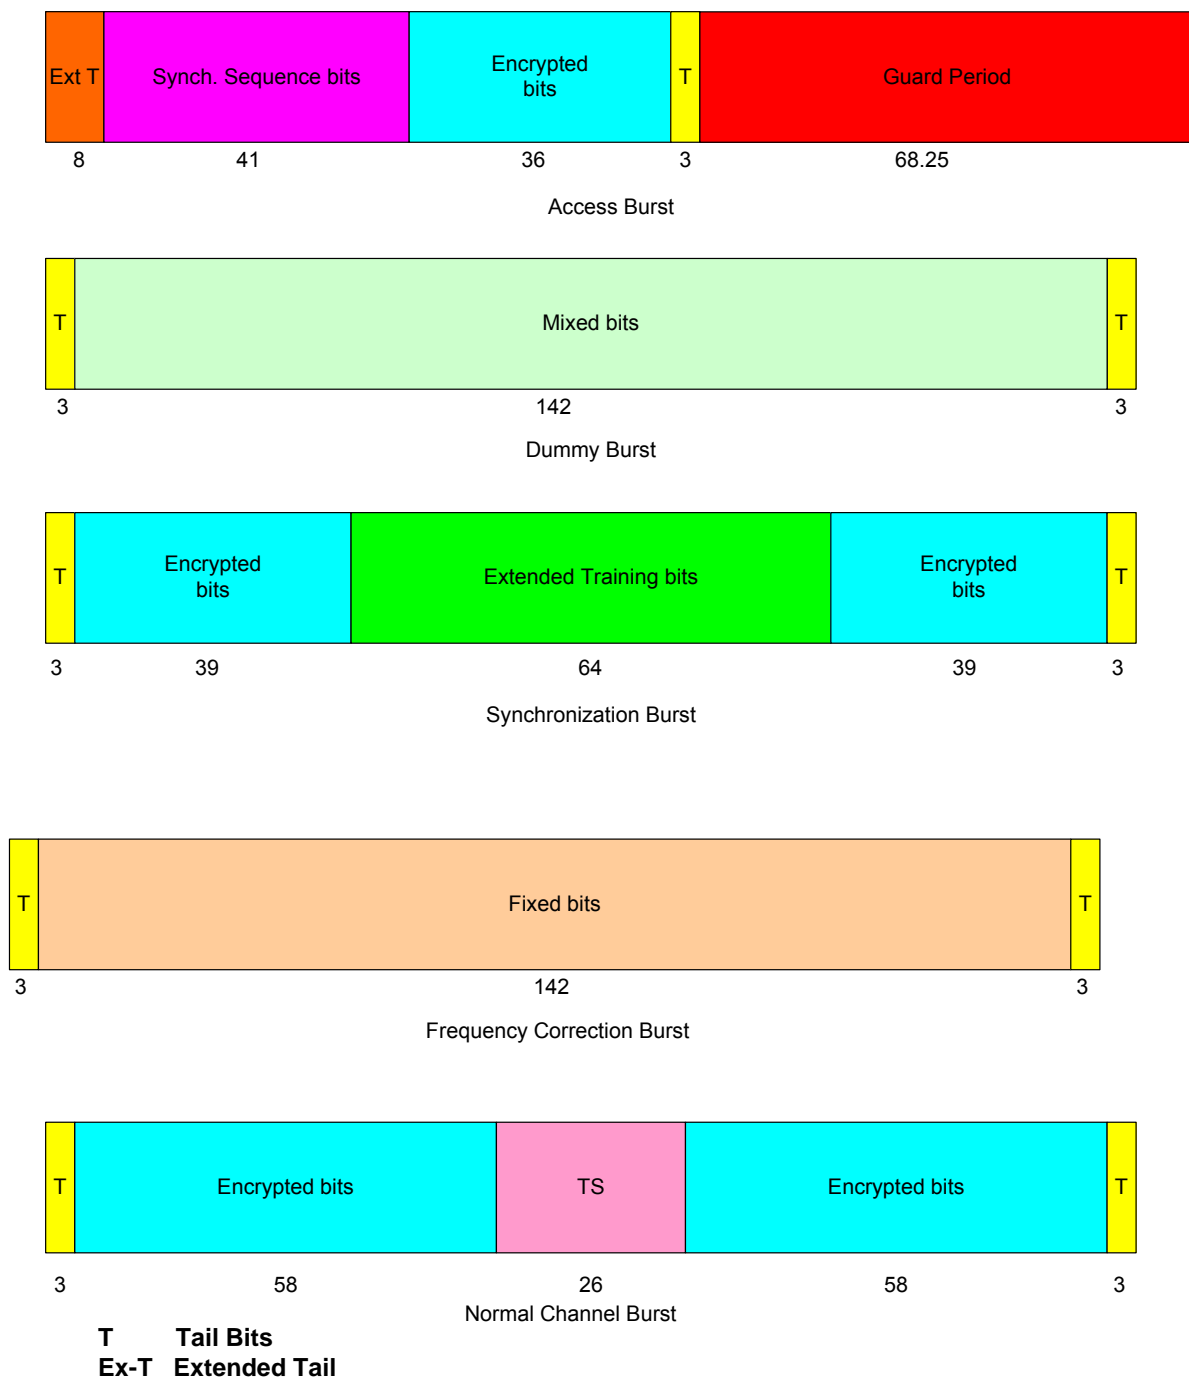 Ext T Synch. Sequence bits Encrypted bits T Guard Period
8 41 36 3 68.25
Access Burst
T Mixed bits T
3 142 3
Dummy Burst
T Encrypted bits Extended Training bits Encrypted bits T
3 39 64 39 3
Synchronization Burst
T Fixed bits T
3 142 3
Frequency Correction Burst
T Encrypted bits TS Encrypted bits T
3 58 26 58 3
Normal Channel Burst
T Tail Bits
Ex-T Extended Tail